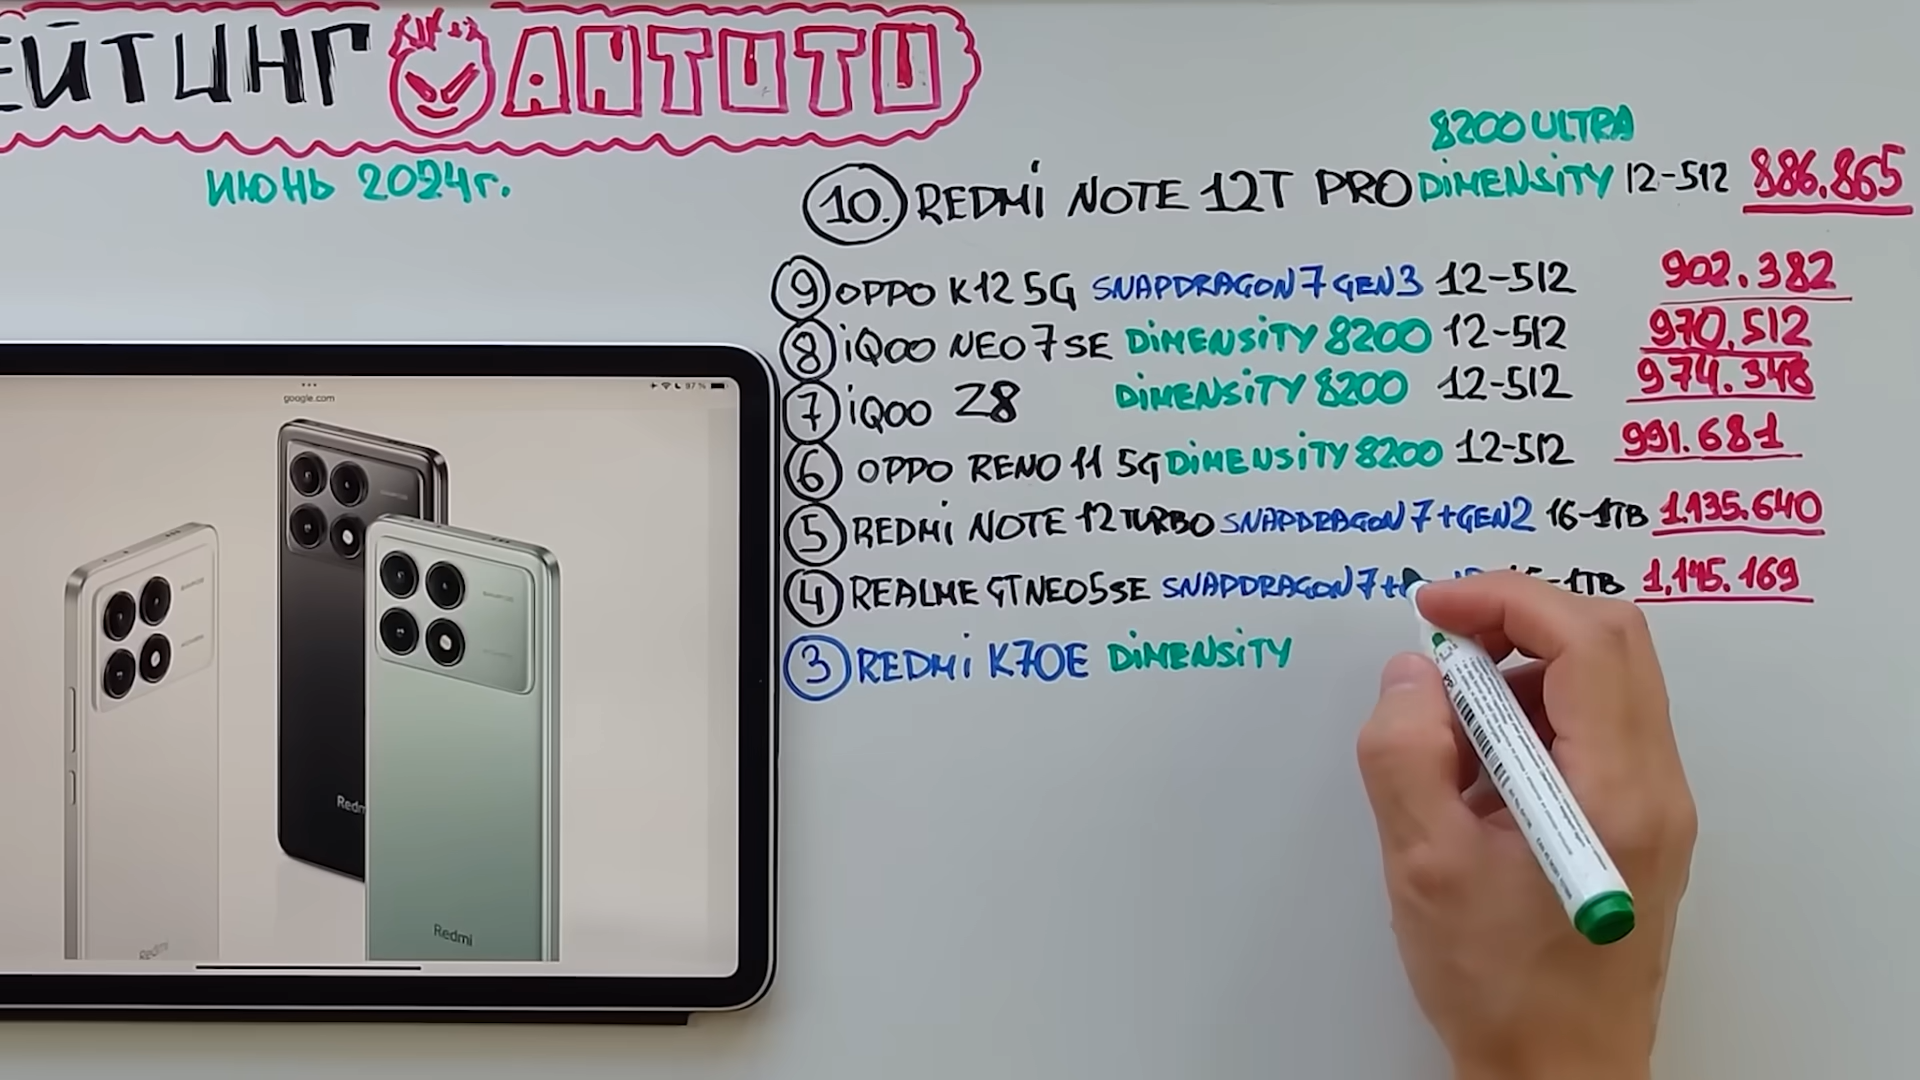 ЕЙТИНГ ANTUTU
ИЮНЬ 2024г.
8200 ULTRA
10. REDMI NOTE 12T PRO DIMENSITY 12-512 886.865
9 OPPO K12 5G SNAPDRAGON 7 GEN3 12-512 902.382
8 iQOO NEO 7 SE DIMENSITY 8200 12-512 970.512
7 iQOO Z8 DIMENSITY 8200 12-512 974.348
6 OPPO RENO 11 5G DIMENSITY 8200 12-512 991.681
5 REDMI NOTE 12 TURBO SNAPDRAGON 7+GEN2 16-1TB 1.135.640
4 REALME GT NEO 5 SE SNAPDRAGON 7+ -1TB 1.145.169
3 REDMI K70E DIMENSITY
google.com
97 %
Redm
Redmi
Redmi